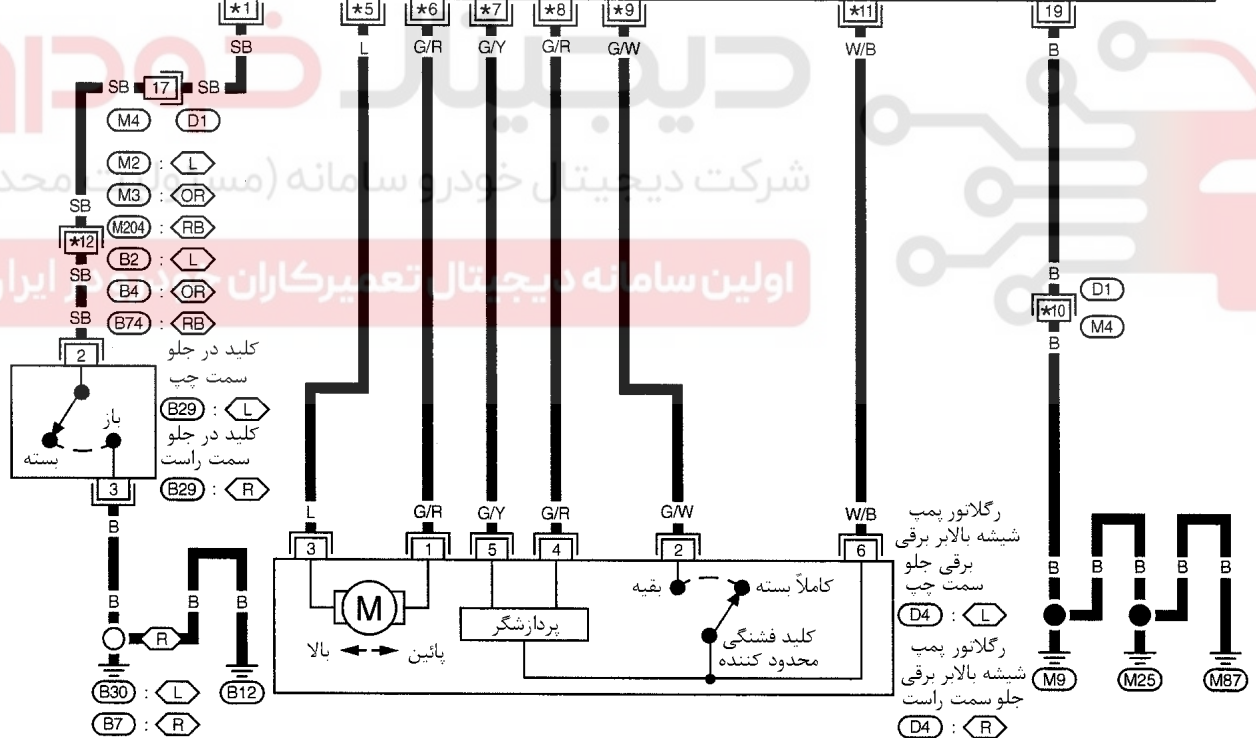 *1
*5
*6
*7
*8
*9
*11
19
SB
L
G/R
G/Y
G/R
G/W
W/B
B
دیجیتال خودرو
SB
17
SB
M4
D1
شرکت دیجیتال خودرو سامانه (مسئولیت
M2 : L
M3 : OR
M204 : RB
B2 : L
B4 : OR
B74 : RB
SB
*12
SB
SB
اولین سامانه دیجیتال تعمیرکاران خودرو در ایران
B
D1
*10
M4
B
2
کلید در جلو
سمت چپ
B29 : L
کلید در جلو
سمت راست
B29 : R
باز
بسته
3
B
B
R
B
B
B30 : L
B7 : R
B12
L
G/R
G/Y
G/R
G/W
W/B
3
1
5
4
2
6
M
بالا
پائین
پردازشگر
بقیه
کاملاً بسته
کلید فشنگی
محدود کننده
رگلاتور پمپ
شیشه بالابر برقی
برقی جلو
سمت چپ
D4 : L
رگلاتور پمپ
شیشه بالابر برقی
جلو سمت راست
D4 : R
B
B
B
B
B
M9
M25
M87